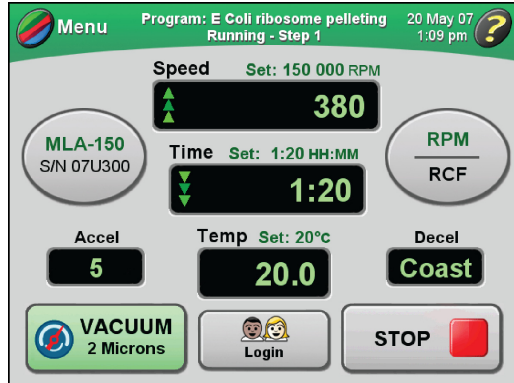 Menu
Program: E Coli ribosome pelleting
Running - Step 1
20 May 07
1:09 pm
?
Speed Set: 150 000 RPM
380
MLA-150
S/N 07U300
Time Set: 1:20 HH:MM
1:20
RPM
RCF
Accel
5
Temp Set: 20°C
20.0
Decel
Coast
VACUUM
2 Microns
Login
STOP